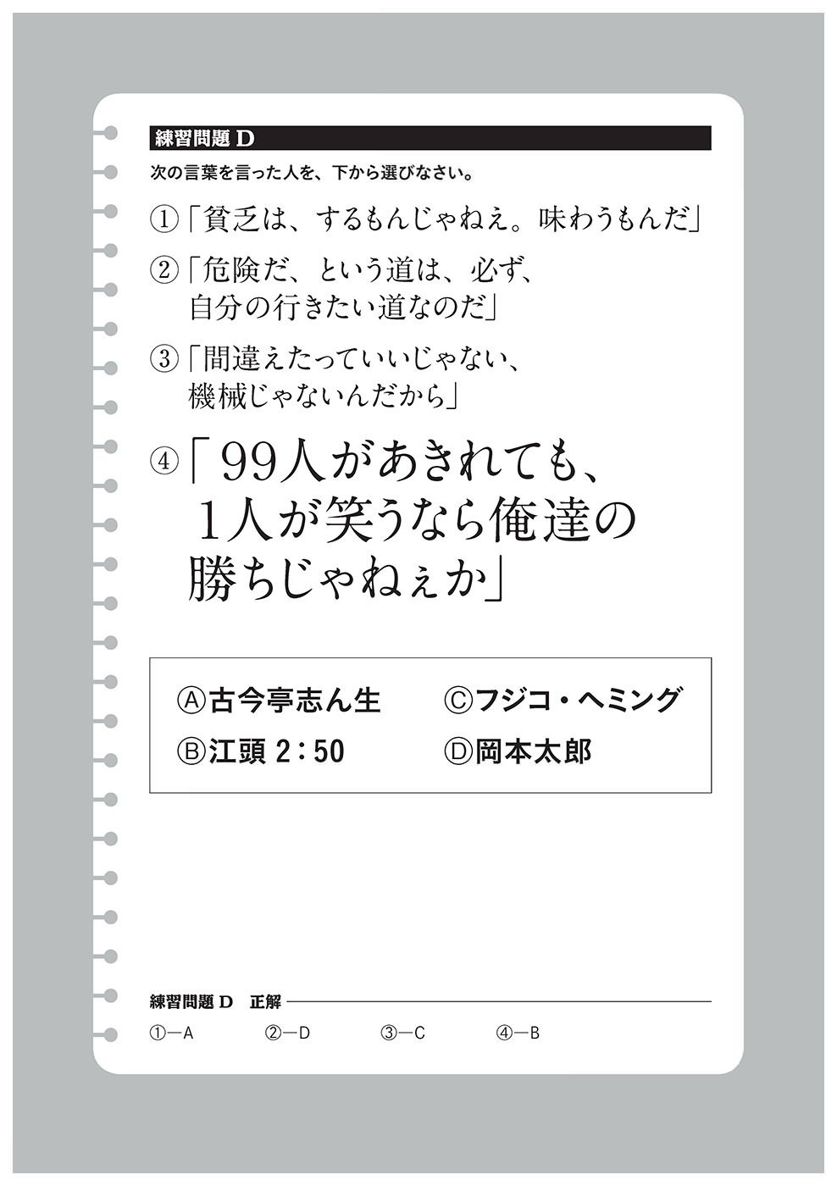 練習問題 D
次の言葉を言った人を、下から選びなさい。
①「貧乏は、するもんじゃねえ。味わうもんだ」
②「危険だ、という道は、必ず、
自分の行きたい道なのだ」
③「間違えたっていいじゃない、
機械じゃないんだから」
④「99人があきれても、
1人が笑うなら俺達の
勝ちじゃねぇか」
Ⓐ古今亭志ん生 Ⓒフジコ・ヘミング
Ⓑ江頭 2：50 Ⓓ岡本太郎
練習問題 D 正解
①―A ②―D ③―C ④―B